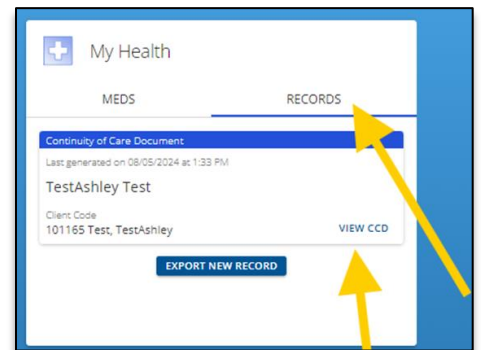 My Health
MEDS
RECORDS
Continuity of Care Document
Last generated on 08/05/2024 at 1:33 PM
TestAshley Test
Client Code
101165 Test, TestAshley
VIEW CCD
EXPORT NEW RECORD